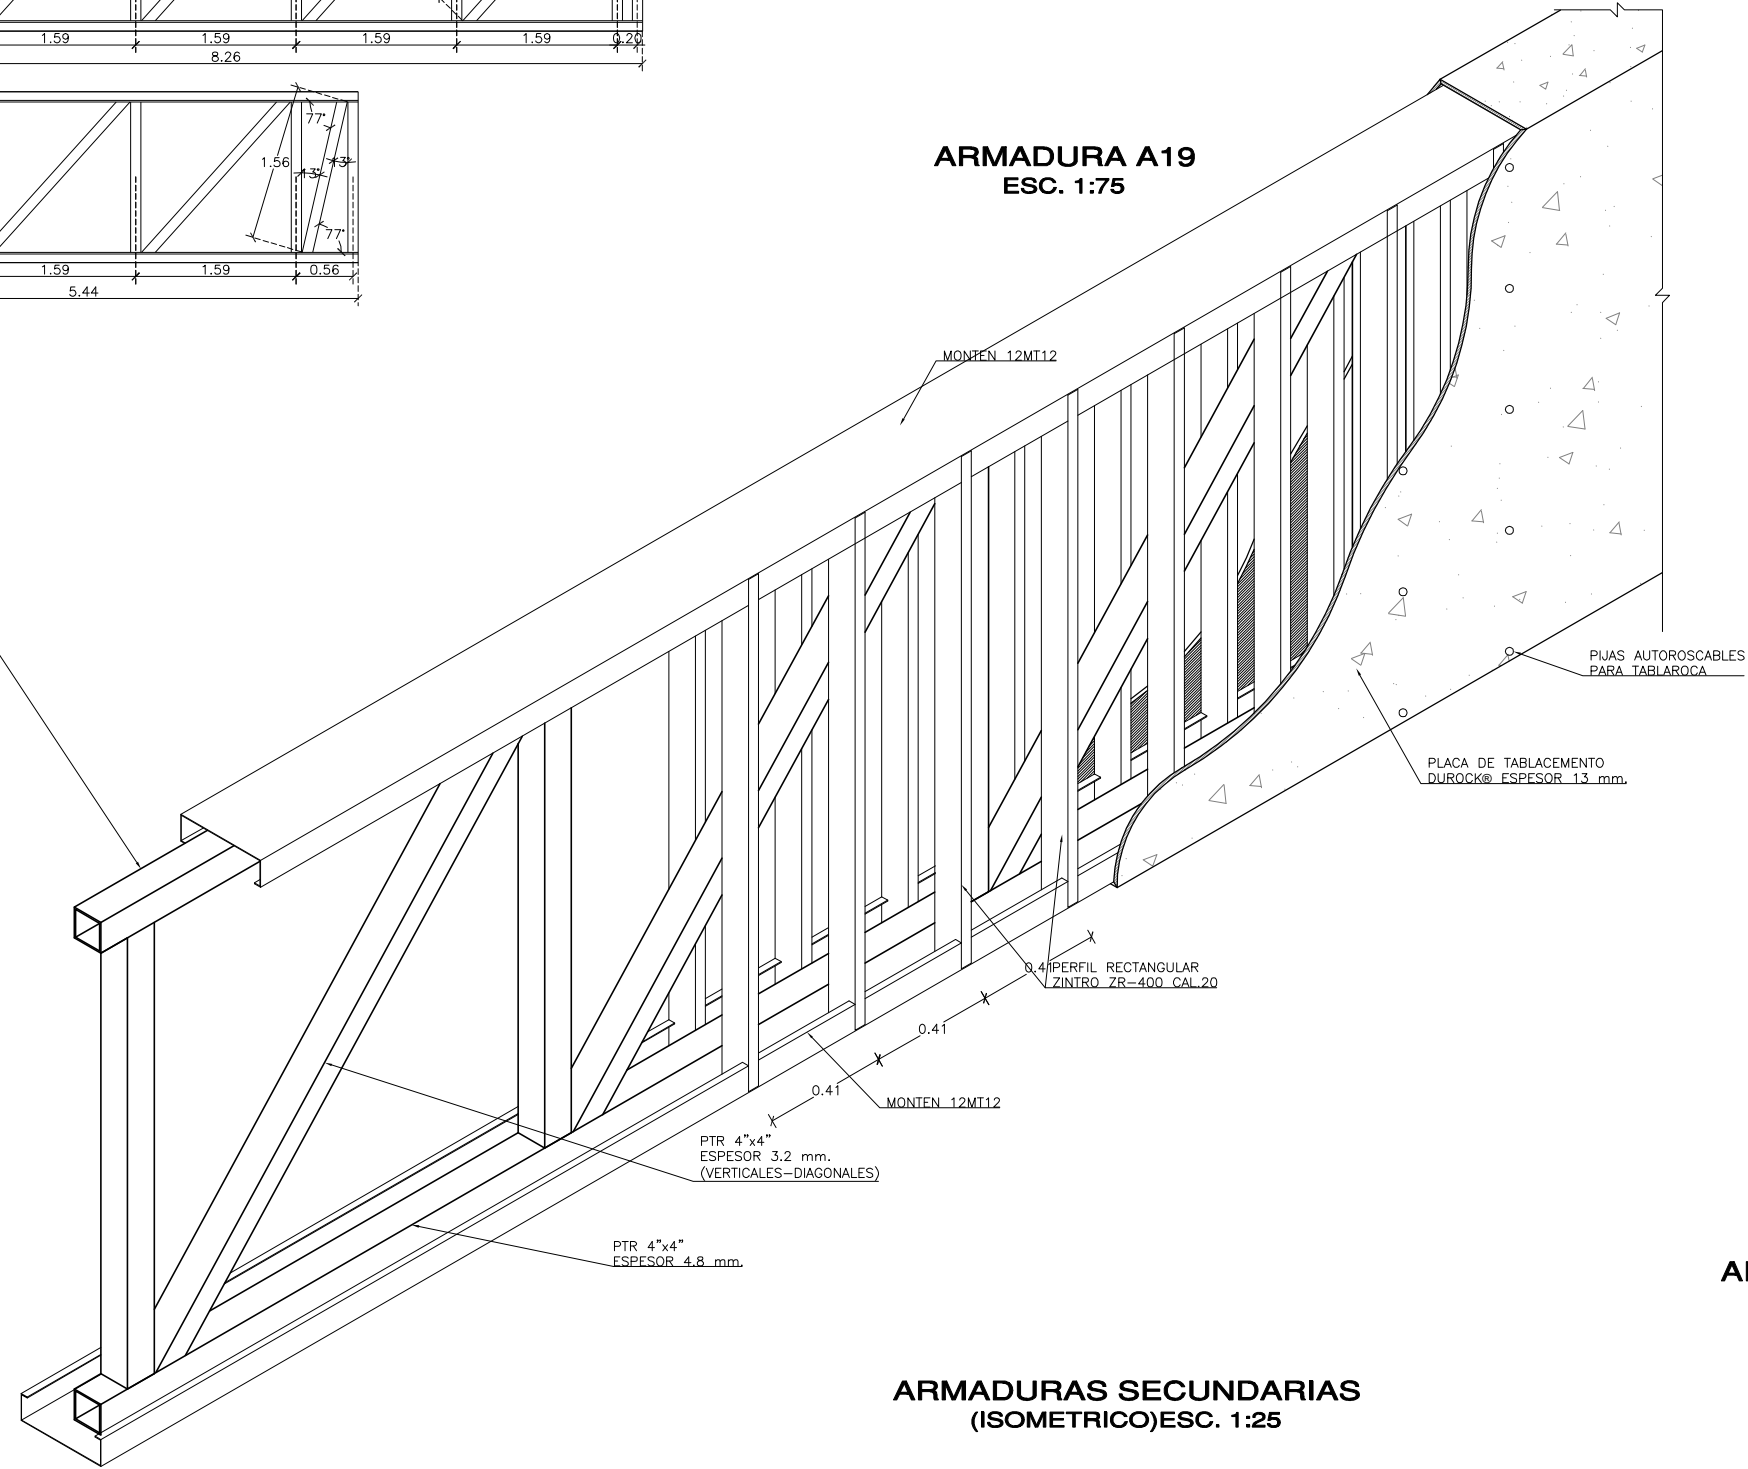 1.59
1.59
1.59
1.59
0.20
8.26
77°
1.56
13°
13°
77°
1.59
1.59
0.56
5.44
ARMADURA A19
ESC. 1:75
MONTEN 12MT12
PIJAS AUTOROSCABLES
PARA TABLAROCA
PLACA DE TABLACEMENTO
DUROCK® ESPESOR 13 mm.
0.41
PERFIL RECTANGULAR
ZINTRO ZR-400 CAL.20
0.41
0.41
MONTEN 12MT12
PTR 4"x4"
ESPESOR 3.2 mm.
(VERTICALES-DIAGONALES)
PTR 4"x4"
ESPESOR 4.8 mm.
ARMADURAS SECUNDARIAS
(ISOMETRICO)ESC. 1:25